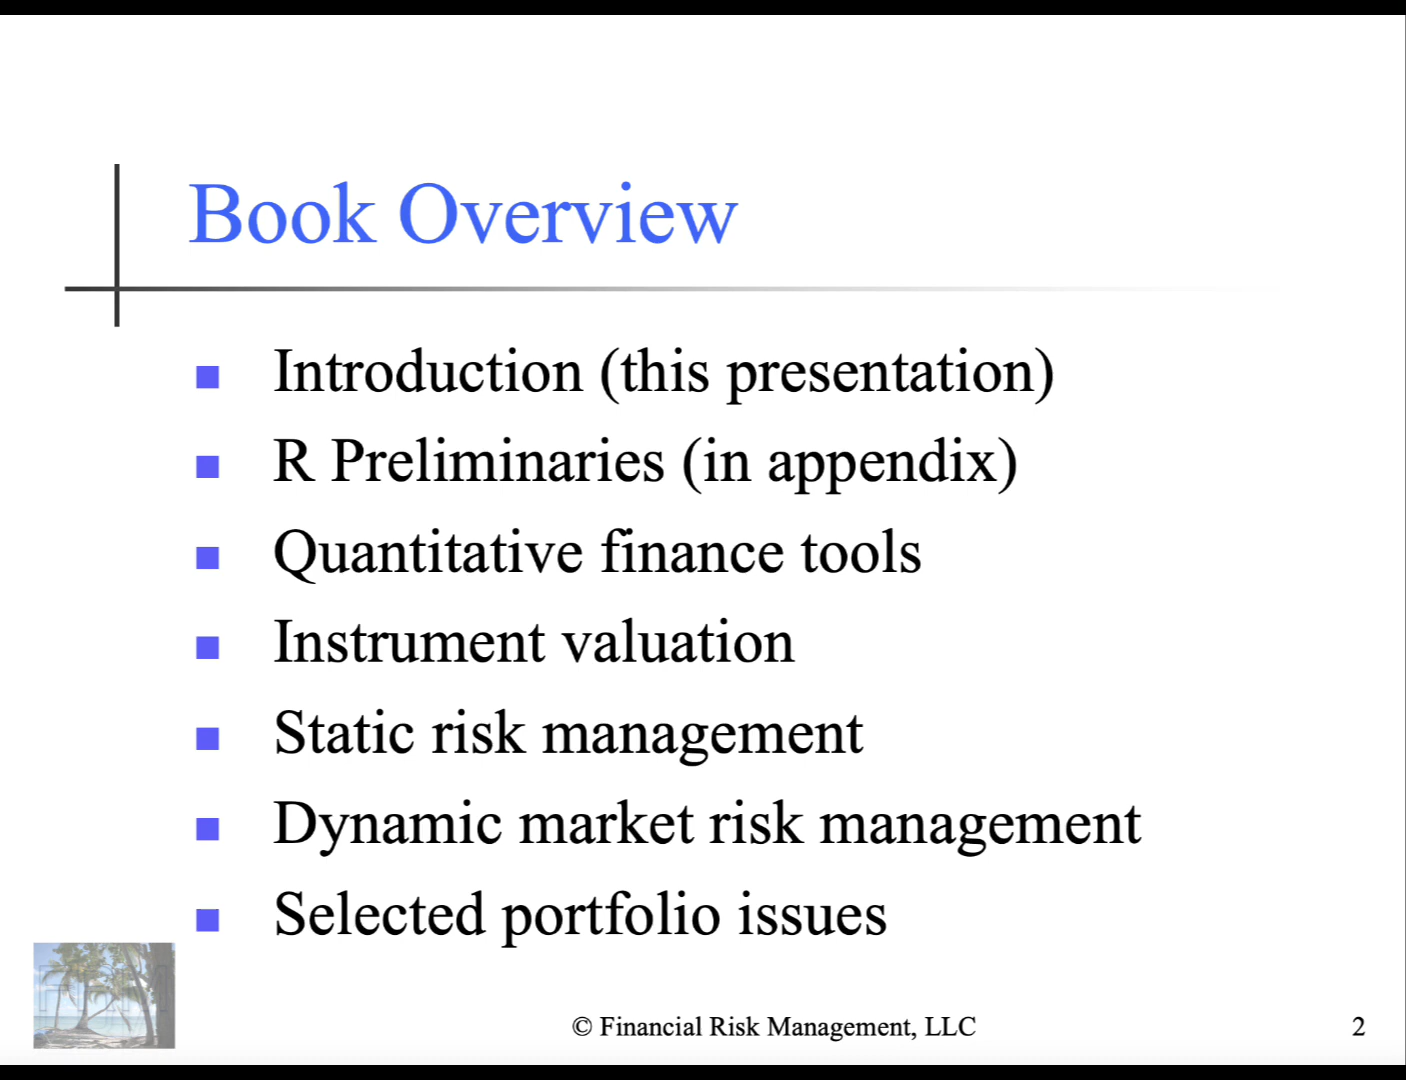 Book Overview
Introduction (this presentation)
R Preliminaries (in appendix)
Quantitative finance tools
Instrument valuation
Static risk management
Dynamic market risk management
Selected portfolio issues
© Financial Risk Management, LLC
2